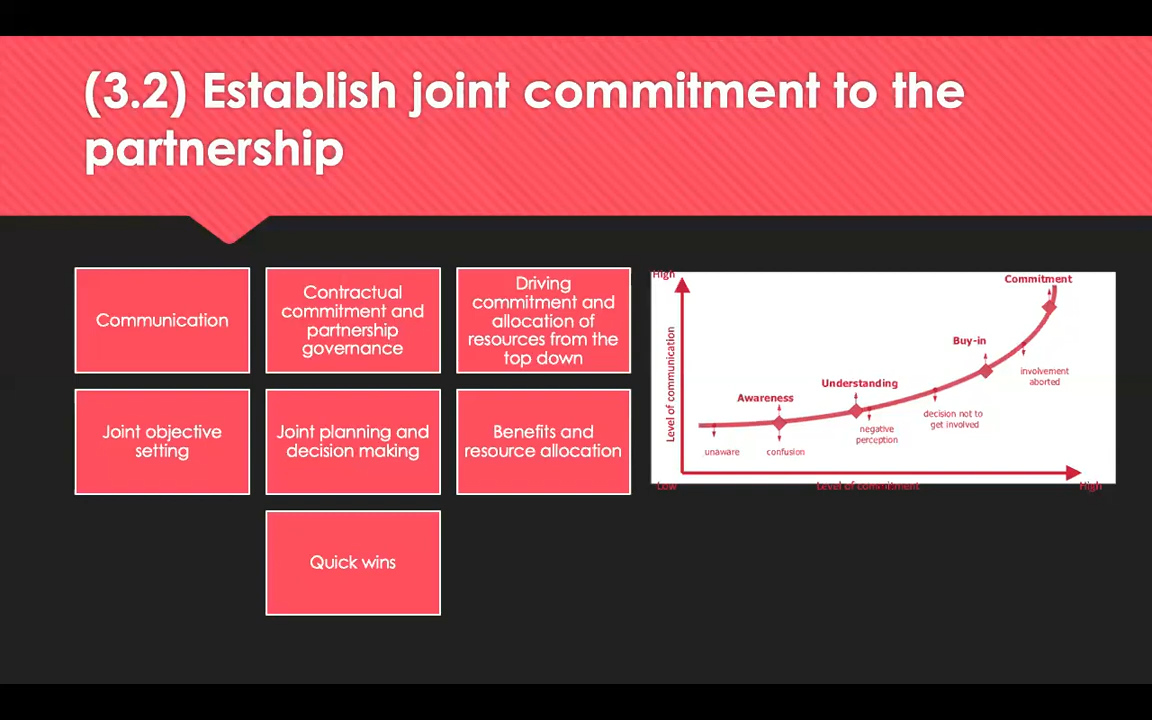 (3.2) Establish joint commitment to the
partnership
Communication
Contractual
commitment and
partnership
governance
Driving
commitment and
allocation of
resources from the
top down
Joint objective
setting
Joint planning and
decision making
Benefits and
resource allocation
Quick wins
High
Level of communication
Commitment
Buy-in
involvement
aborted
Understanding
Awareness
decision not to
get involved
negative
perception
unaware
confusion
Low
Level of commitment
High